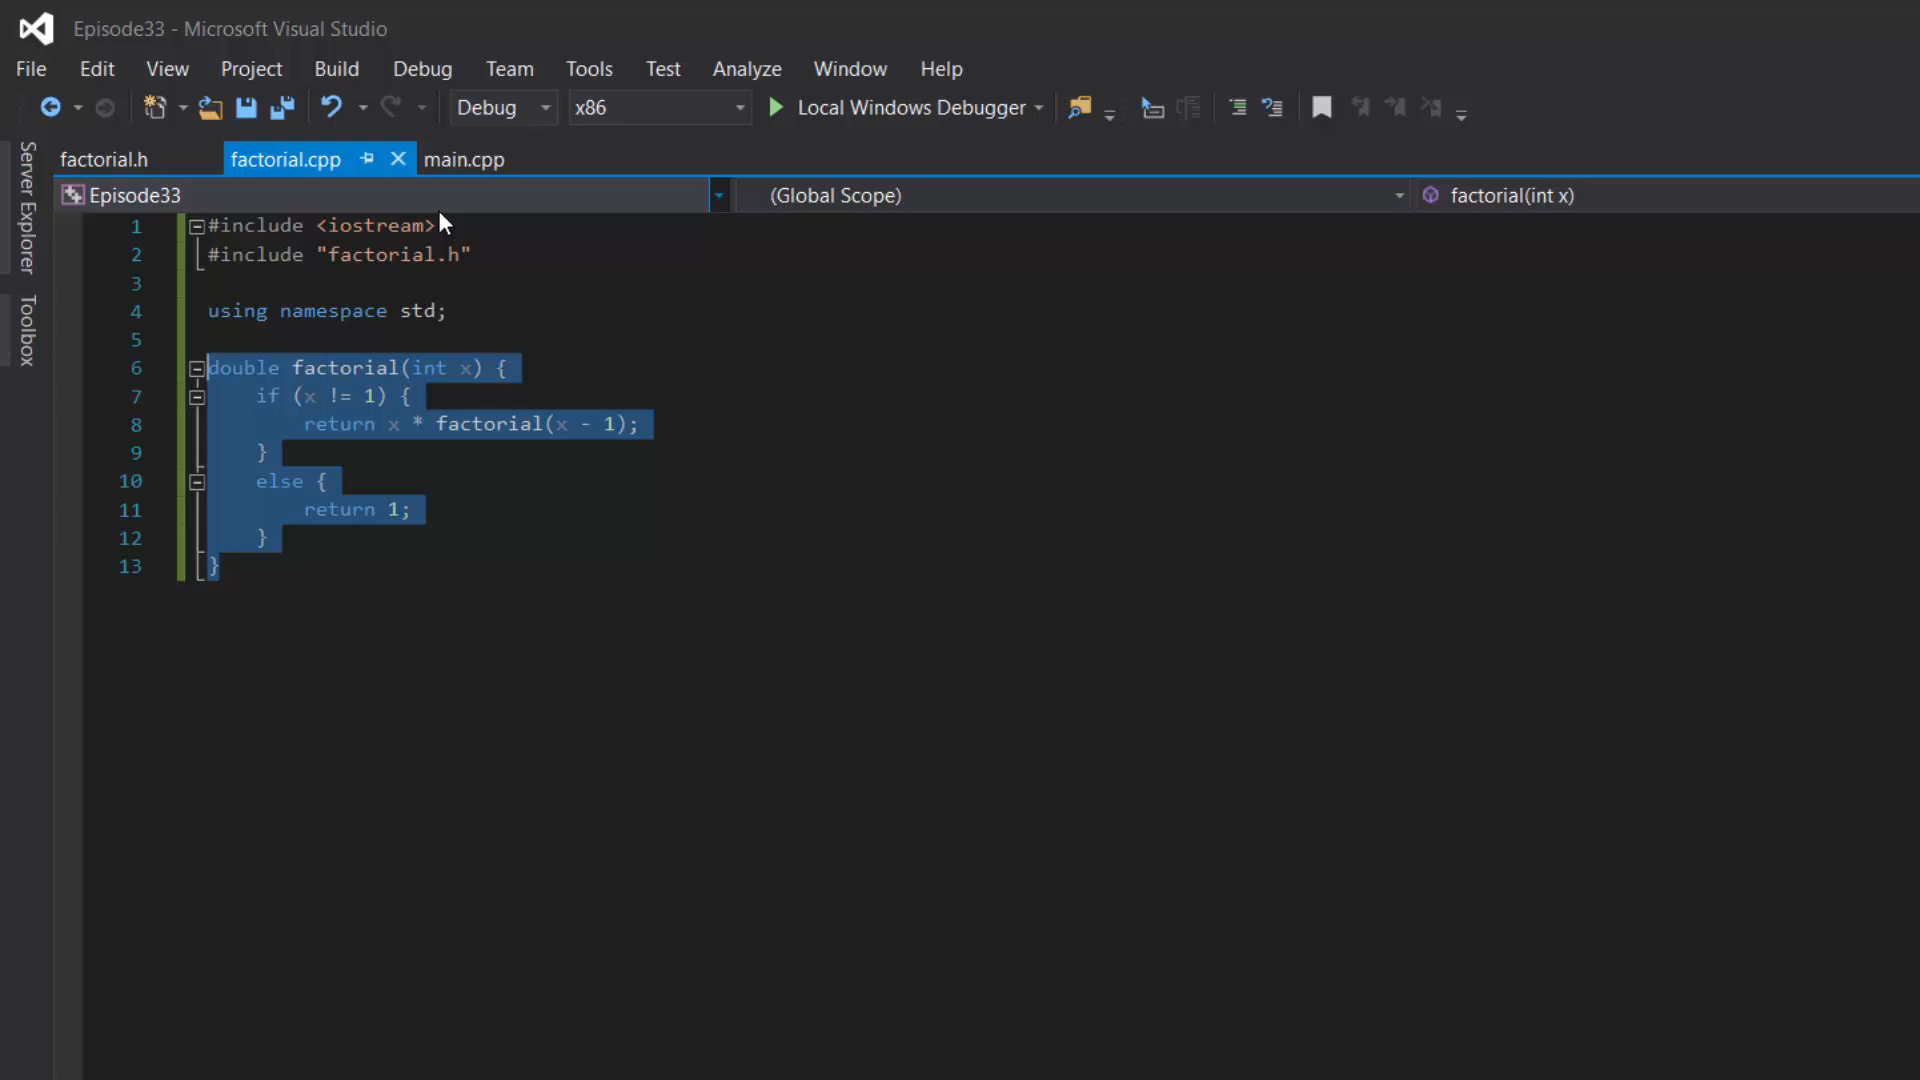 Episode33 - Microsoft Visual Studio
File Edit View Project Build Debug Team Tools Test Analyze Window Help
Debug x86 Local Windows Debugger
Server Explorer
Toolbox
factorial.h factorial.cpp main.cpp
Episode33 (Global Scope) factorial(int x)
1 #include <iostream>
2 #include "factorial.h"
3
4 using namespace std;
5
6 double factorial(int x) {
7 if (x != 1) {
8 return x * factorial(x - 1);
9 }
10 else {
11 return 1;
12 }
13 }